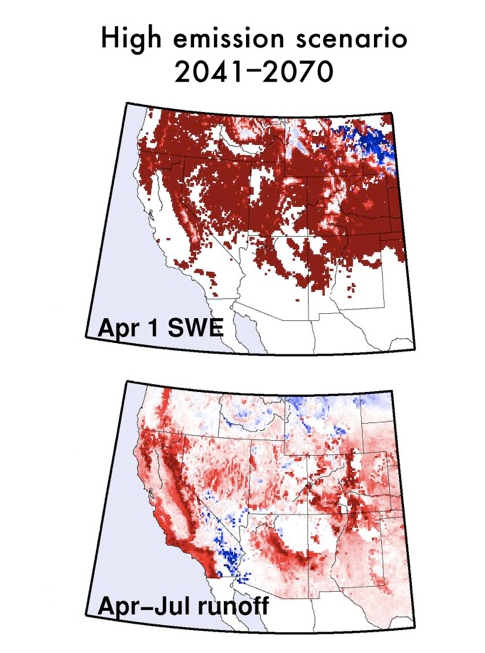 High emission scenario
2041–2070
Apr 1 SWE
Apr–Jul runoff